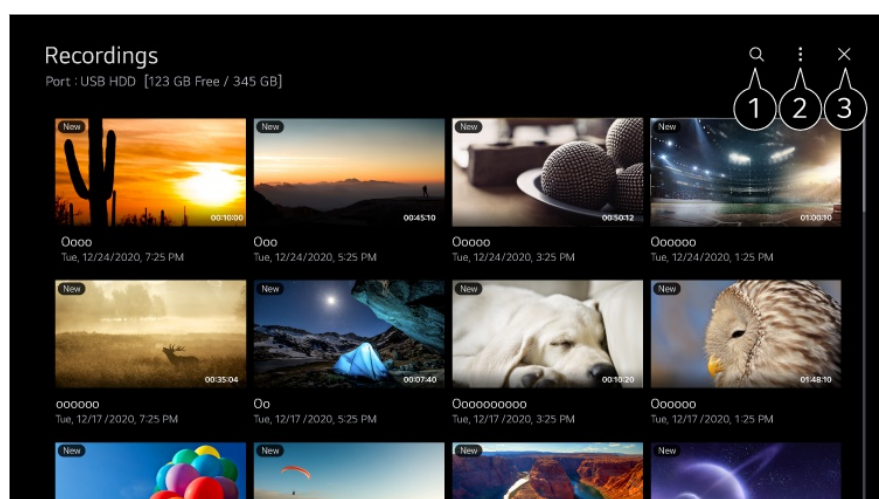 Recordings
Port : USB HDD [123 GB Free / 345 GB]
1 2 3
New New New New
00:10:00 00:45:10 00:50:12 01:00:10
Oooo Ooo Ooooo Oooooo
Tue, 12/24/2020, 7:25 PM Tue, 12/24/2020, 5:25 PM Tue, 12/24/2020, 3:25 PM Tue, 12/24/2020, 1:25 PM
New New New New
00:35:04 00:07:40 00:10:20 01:48:10
oooooo Oo Oooooooooo Oooooo
Tue, 12/17 /2020, 7:25 PM Tue, 12/17 /2020, 5:25 PM Tue, 12/17 /2020, 3:25 PM Tue, 12/17 /2020, 1:25 PM
New New New New